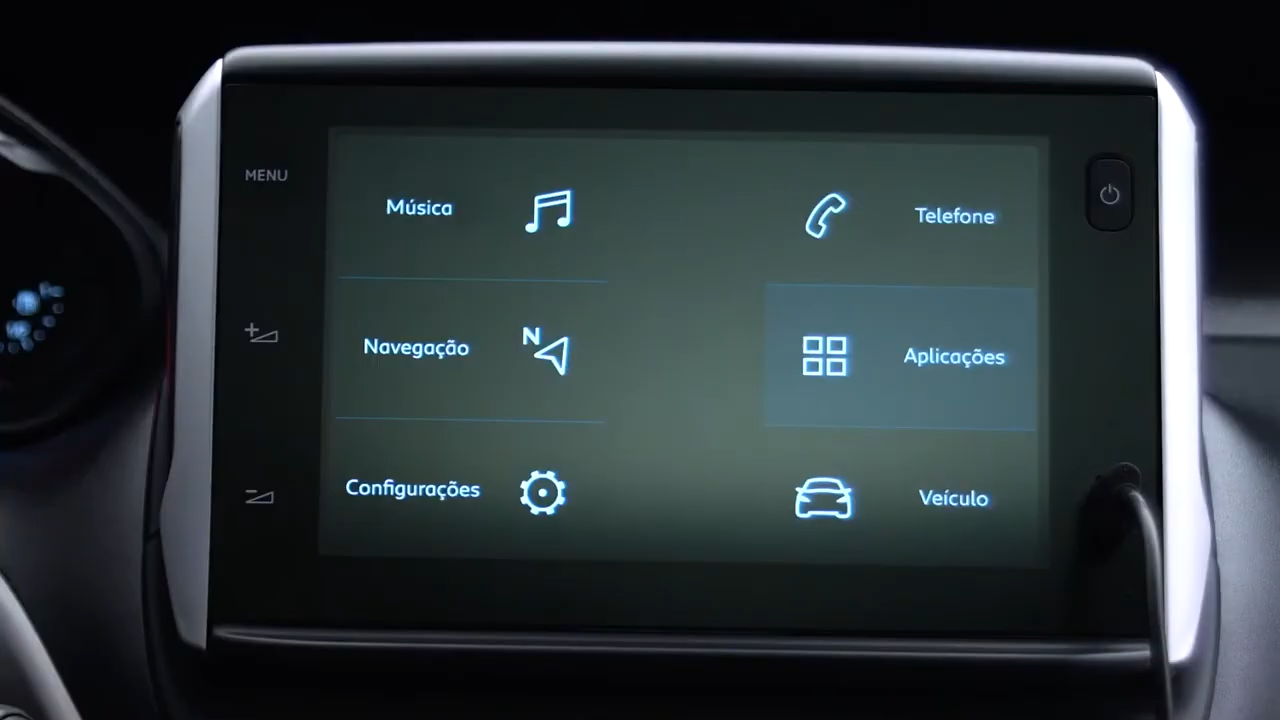 MENU
Música
Telefone
N
Navegação
Aplicações
Configurações
Veículo